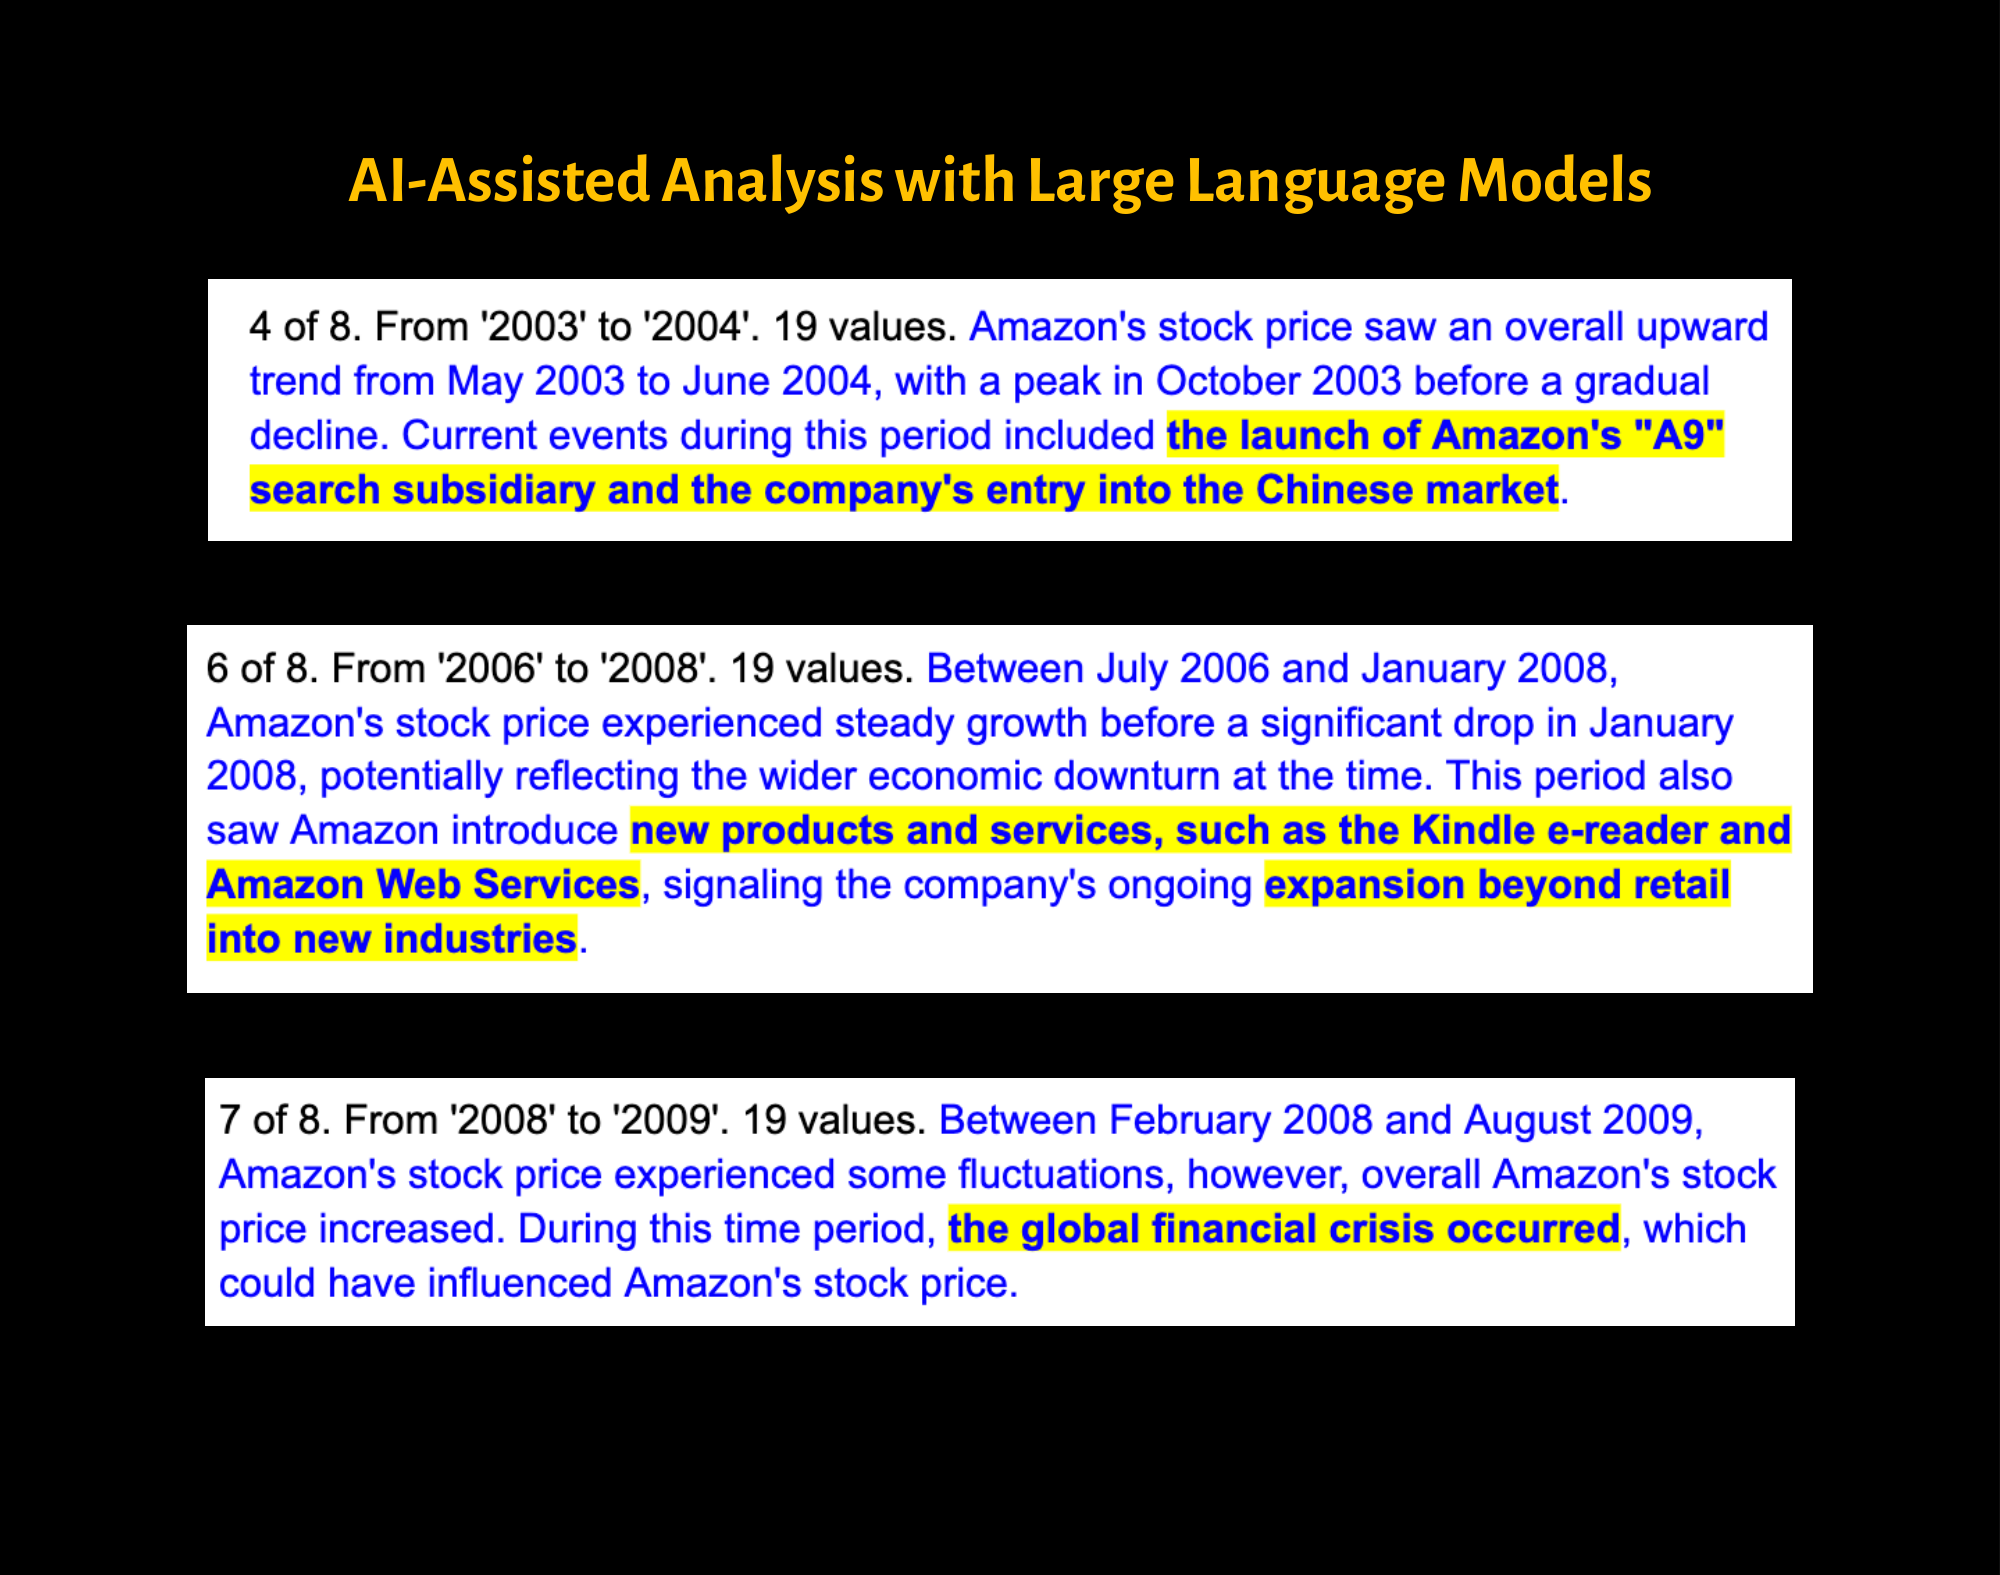 AI-Assisted Analysis with Large Language Models
4 of 8. From '2003' to '2004'. 19 values. Amazon's stock price saw an overall upward
trend from May 2003 to June 2004, with a peak in October 2003 before a gradual
decline. Current events during this period included the launch of Amazon's "A9"
search subsidiary and the company's entry into the Chinese market.
6 of 8. From '2006' to '2008'. 19 values. Between July 2006 and January 2008,
Amazon's stock price experienced steady growth before a significant drop in January
2008, potentially reflecting the wider economic downturn at the time. This period also
saw Amazon introduce new products and services, such as the Kindle e-reader and
Amazon Web Services, signaling the company's ongoing expansion beyond retail
into new industries.
7 of 8. From '2008' to '2009'. 19 values. Between February 2008 and August 2009,
Amazon's stock price experienced some fluctuations, however, overall Amazon's stock
price increased. During this time period, the global financial crisis occurred, which
could have influenced Amazon's stock price.